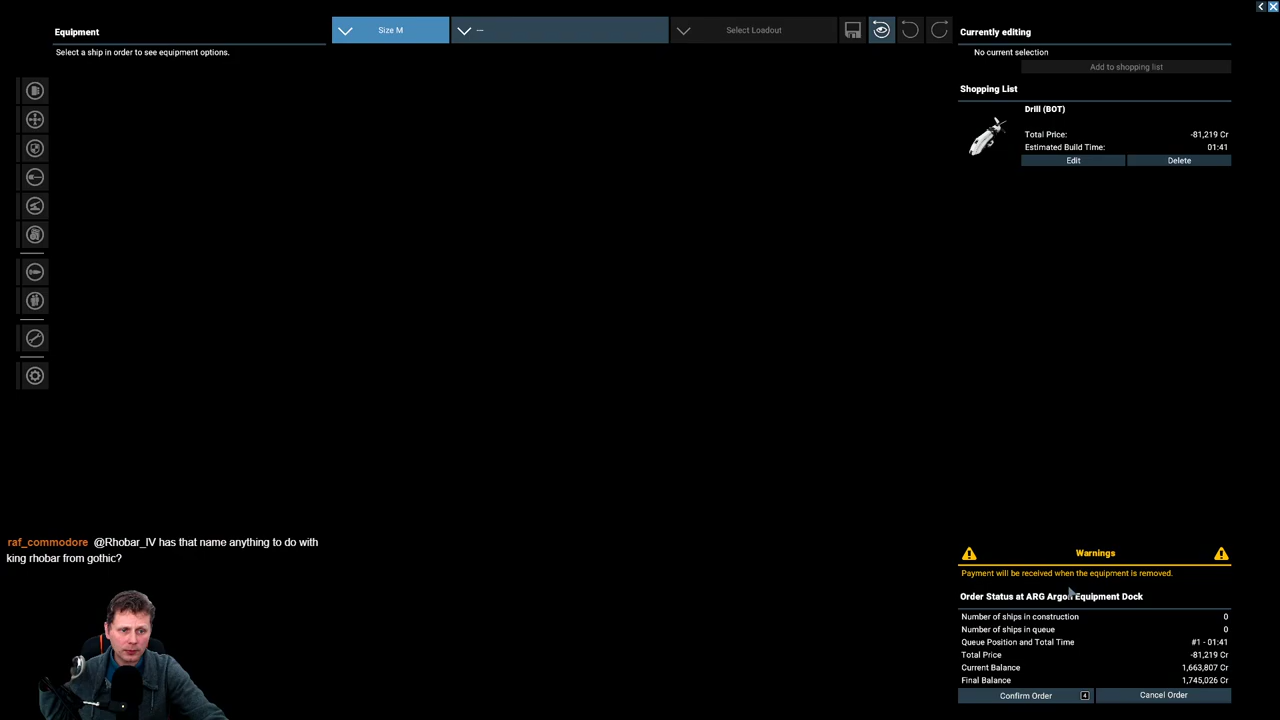 Equipment
Select a ship in order to see equipment options.
Size M
---
Select Loadout
Currently editing
No current selection
Add to shopping list
Shopping List
Drill (BOT)
Total Price: -81,219 Cr
Estimated Build Time: 01:41
Edit Delete
raf_commodore @Rhobar_IV has that name anything to do with
king rhobar from gothic?
Warnings
Payment will be received when the equipment is removed.
Order Status at ARG Argon Equipment Dock
Number of ships in construction 0
Number of ships in queue 0
Queue Position and Total Time #1 - 01:41
Total Price -81,219 Cr
Current Balance 1,663,807 Cr
Final Balance 1,745,026 Cr
Confirm Order 4 Cancel Order